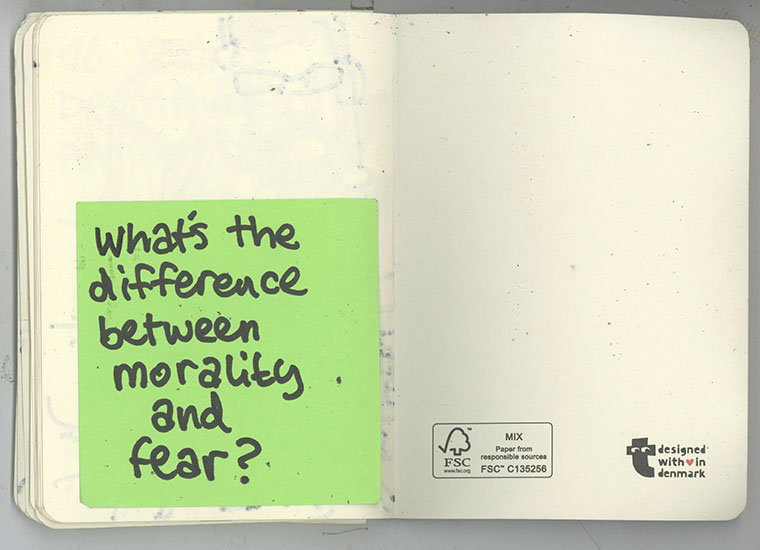 What's the
difference
between
morality
and
fear?
FSC
www.fsc.org
MIX
Paper from
responsible sources
FSC™ C135256
designed
with♥in
denmark